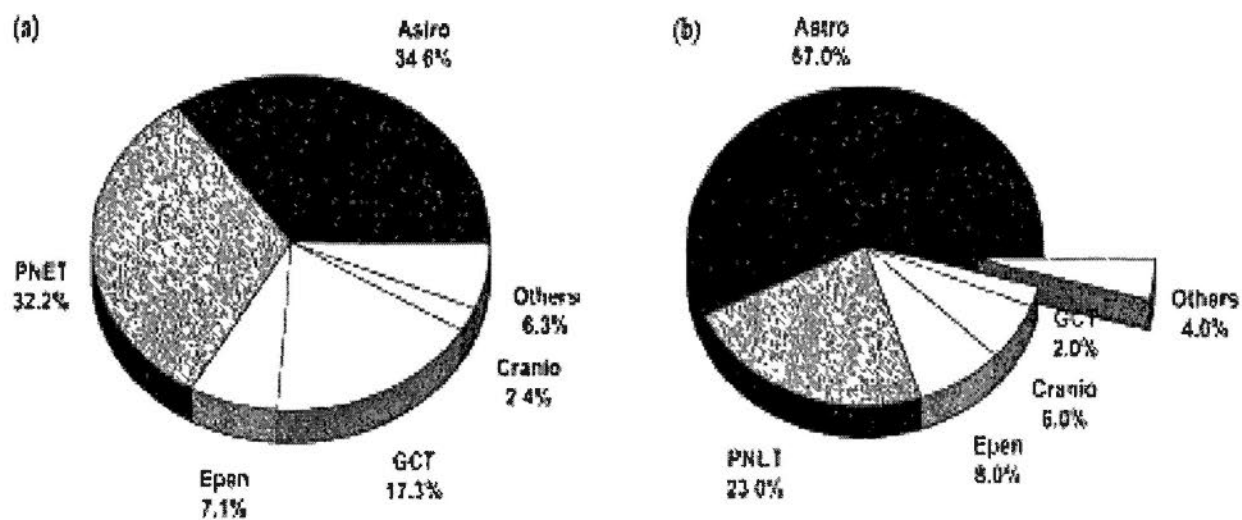 (a)
Astro
34.6%
PNET
32.2%
Others
6.3%
Cranio
2.4%
GCT
17.3%
Epen
7.1%
(b)
Astro
57.0%
Others
4.0%
GCT
2.0%
Cranio
6.0%
Epen
8.0%
PNET
23.0%